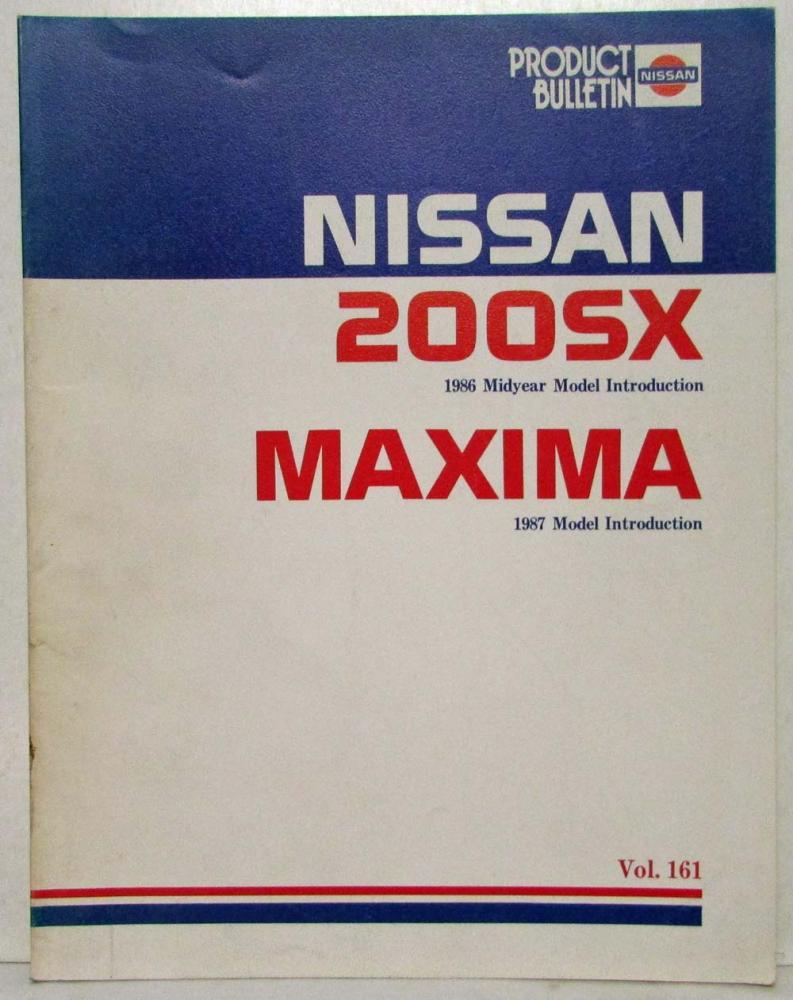 PRODUCT
BULLETIN
NISSAN
NISSAN
200SX
1986 Midyear Model Introduction
MAXIMA
1987 Model Introduction
Vol. 161